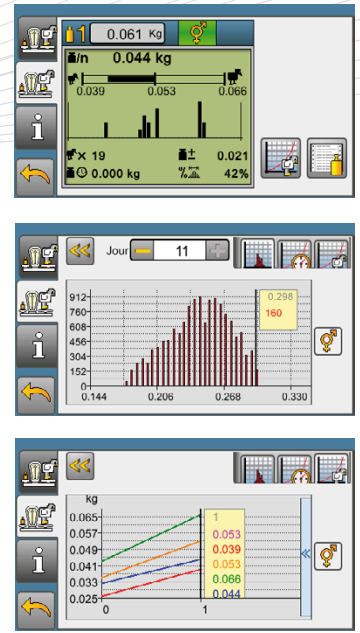 1 0.061 Kg
/n 0.044 kg
0.039 0.053 0.066
× 19 ± 0.021
0.000 kg % 42%
i
Jour 11
0.298
160
912
760
608
456
304
152
0
0.144 0.206 0.268 0.330
i
kg
0.065
0.057
0.049
0.041
0.033
0.025
0 1
1
0.053
0.039
0.053
0.066
0.044
i